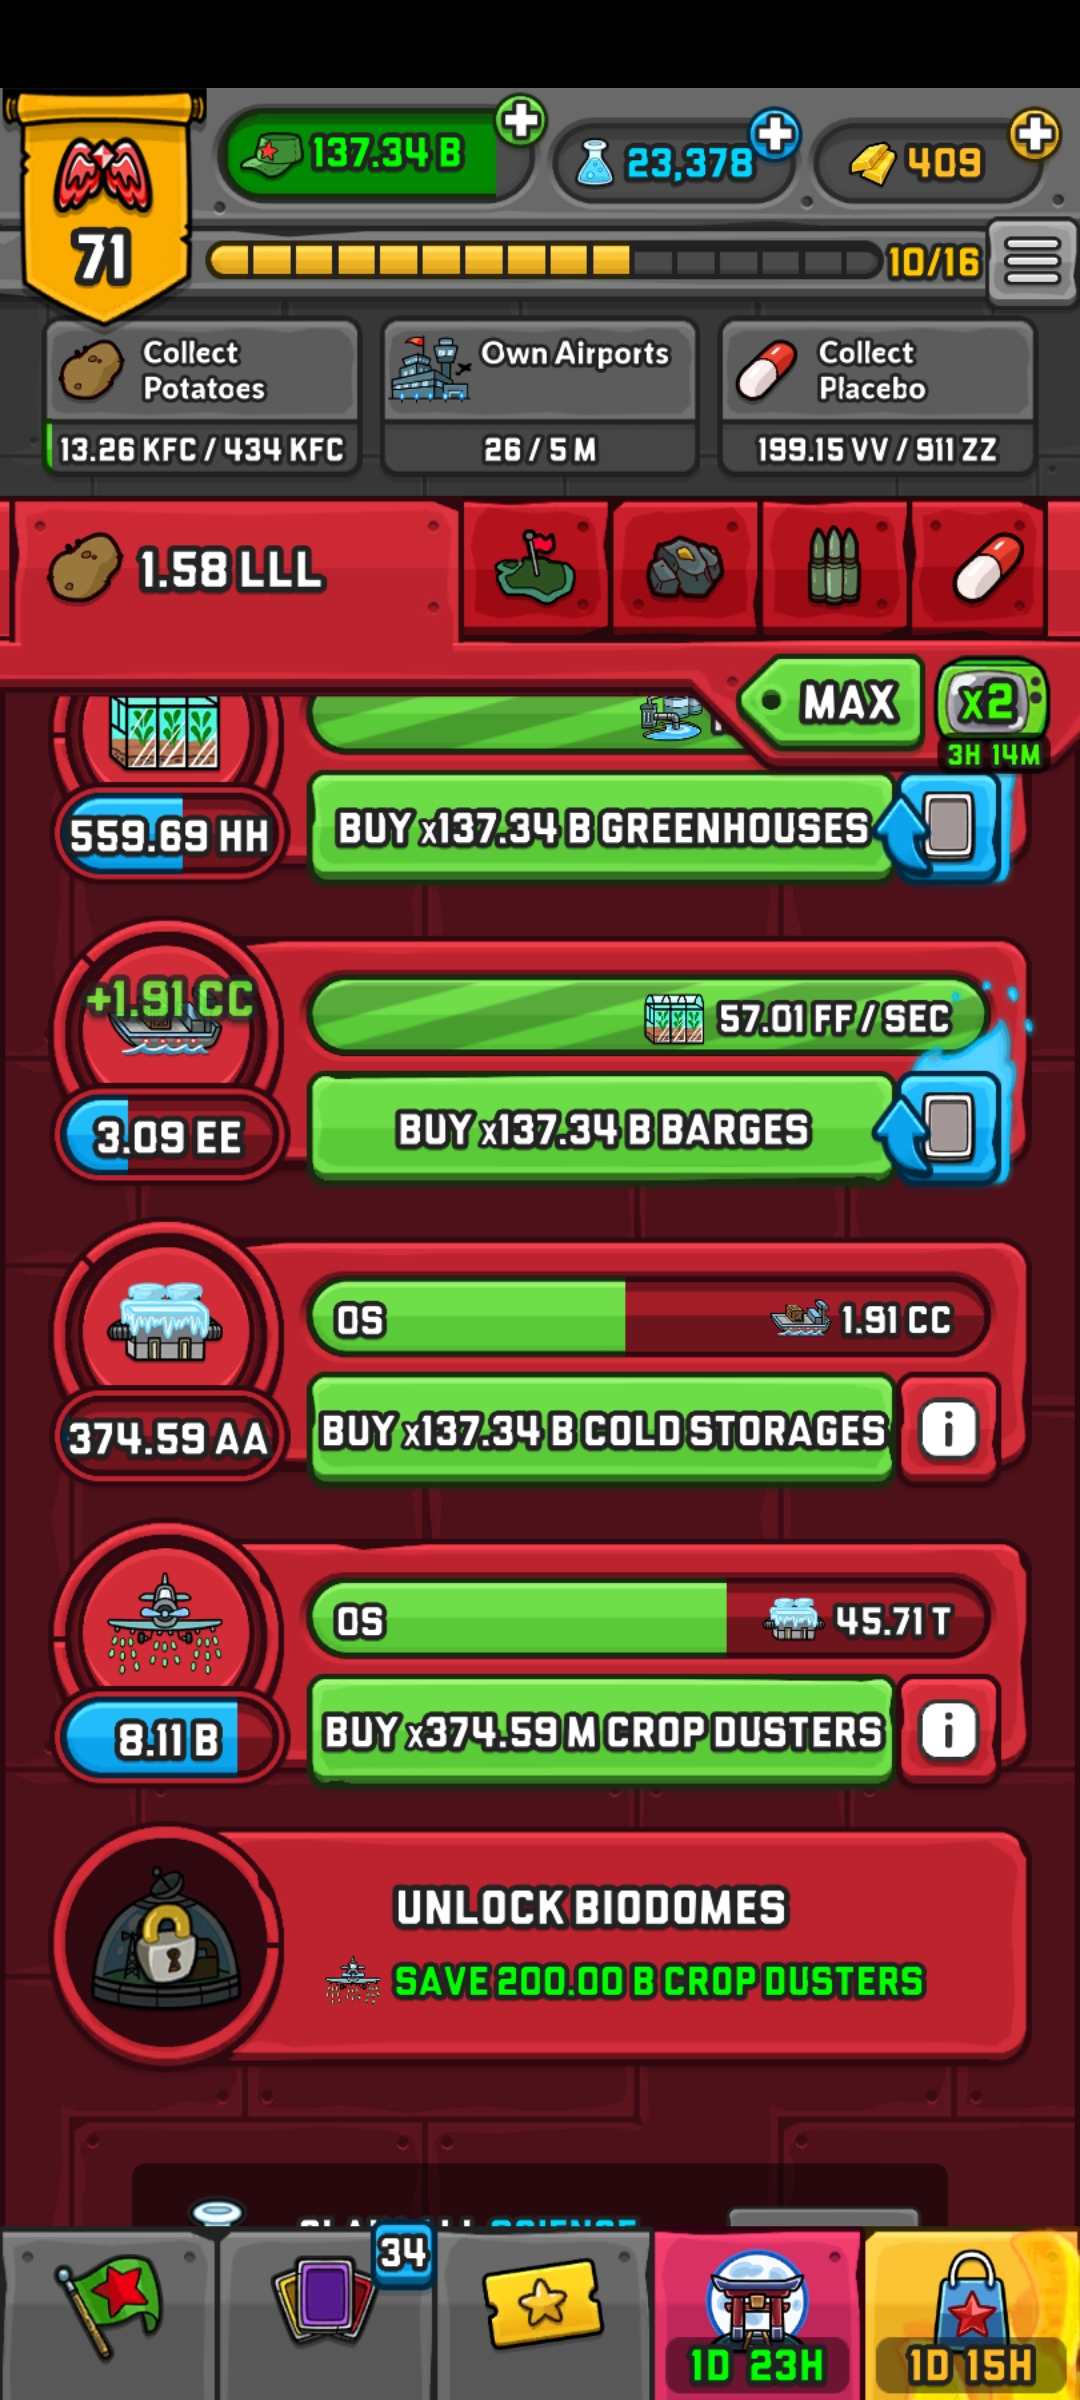 137.34 B
23,378
409
71
10/16
Collect
Potatoes
13.26 KFC / 434 KFC
Own Airports
26 / 5 M
Collect
Placebo
199.15 VV / 911 ZZ
1.58 LLL
MAX
x2
3H 14M
559.69 HH
BUY x137.34 B GREENHOUSES
+1.91 CC
57.01 FF / SEC
3.09 EE
BUY x137.34 B BARGES
0S
1.91 CC
374.59 AA
BUY x137.34 B COLD STORAGES
i
0S
45.71 T
8.11 B
BUY x374.59 M CROP DUSTERS
i
UNLOCK BIODOMES
SAVE 200.00 B CROP DUSTERS
34
1D 23H
1D 15H